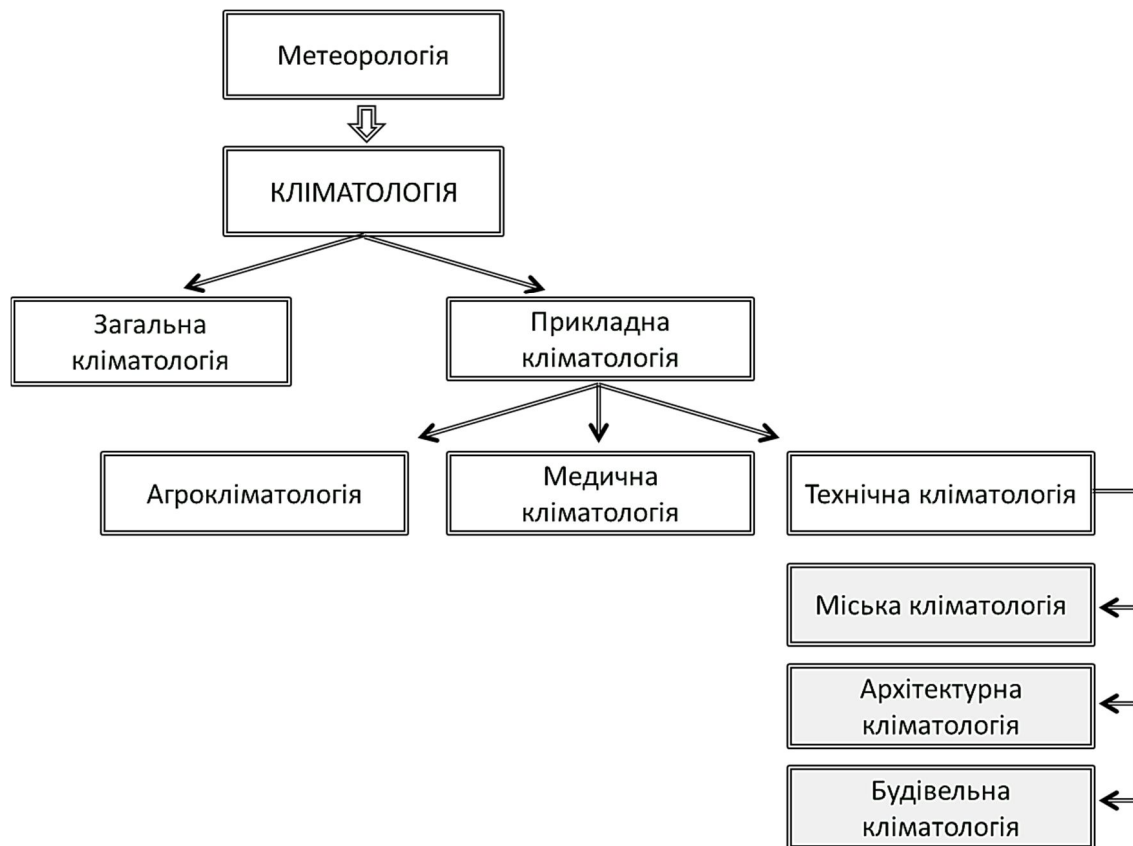 Метеорологія
КЛІМАТОЛОГІЯ
Загальна
кліматологія
Прикладна
кліматологія
Агрокліматологія
Медична
кліматологія
Технічна кліматологія
Міська кліматологія
Архітектурна
кліматологія
Будівельна
кліматологія